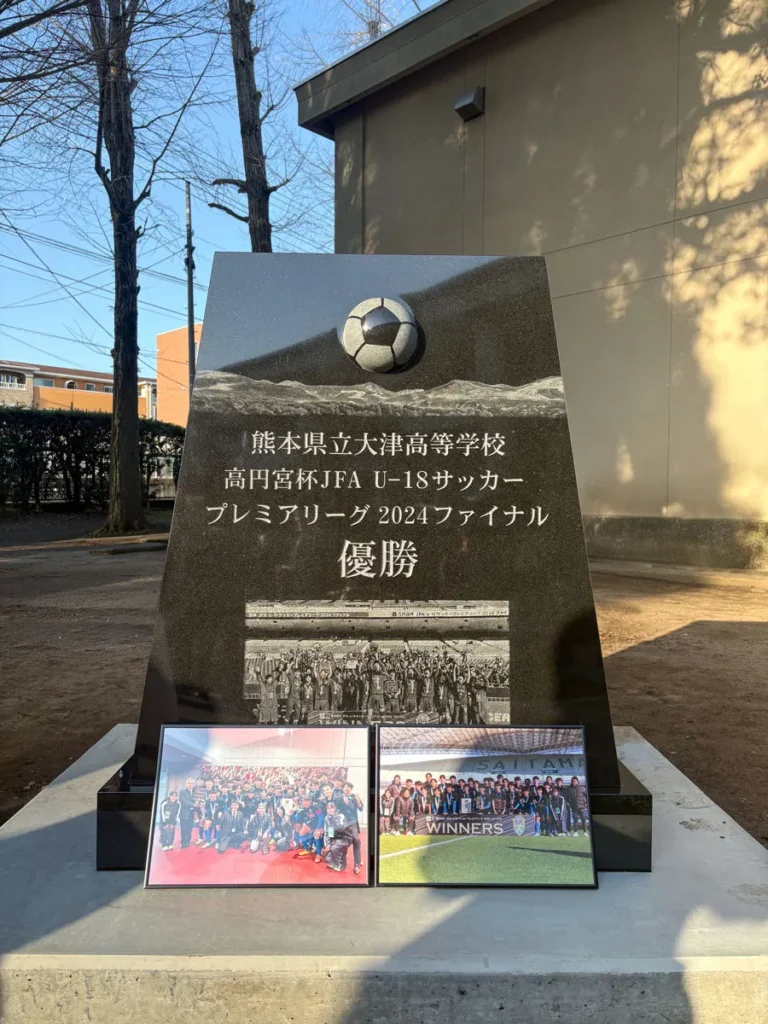 熊本県立大津高等学校
高円宮杯JFA U-18サッカー
プレミアリーグ 2024ファイナル
優勝
SAITAMA
WINNERS